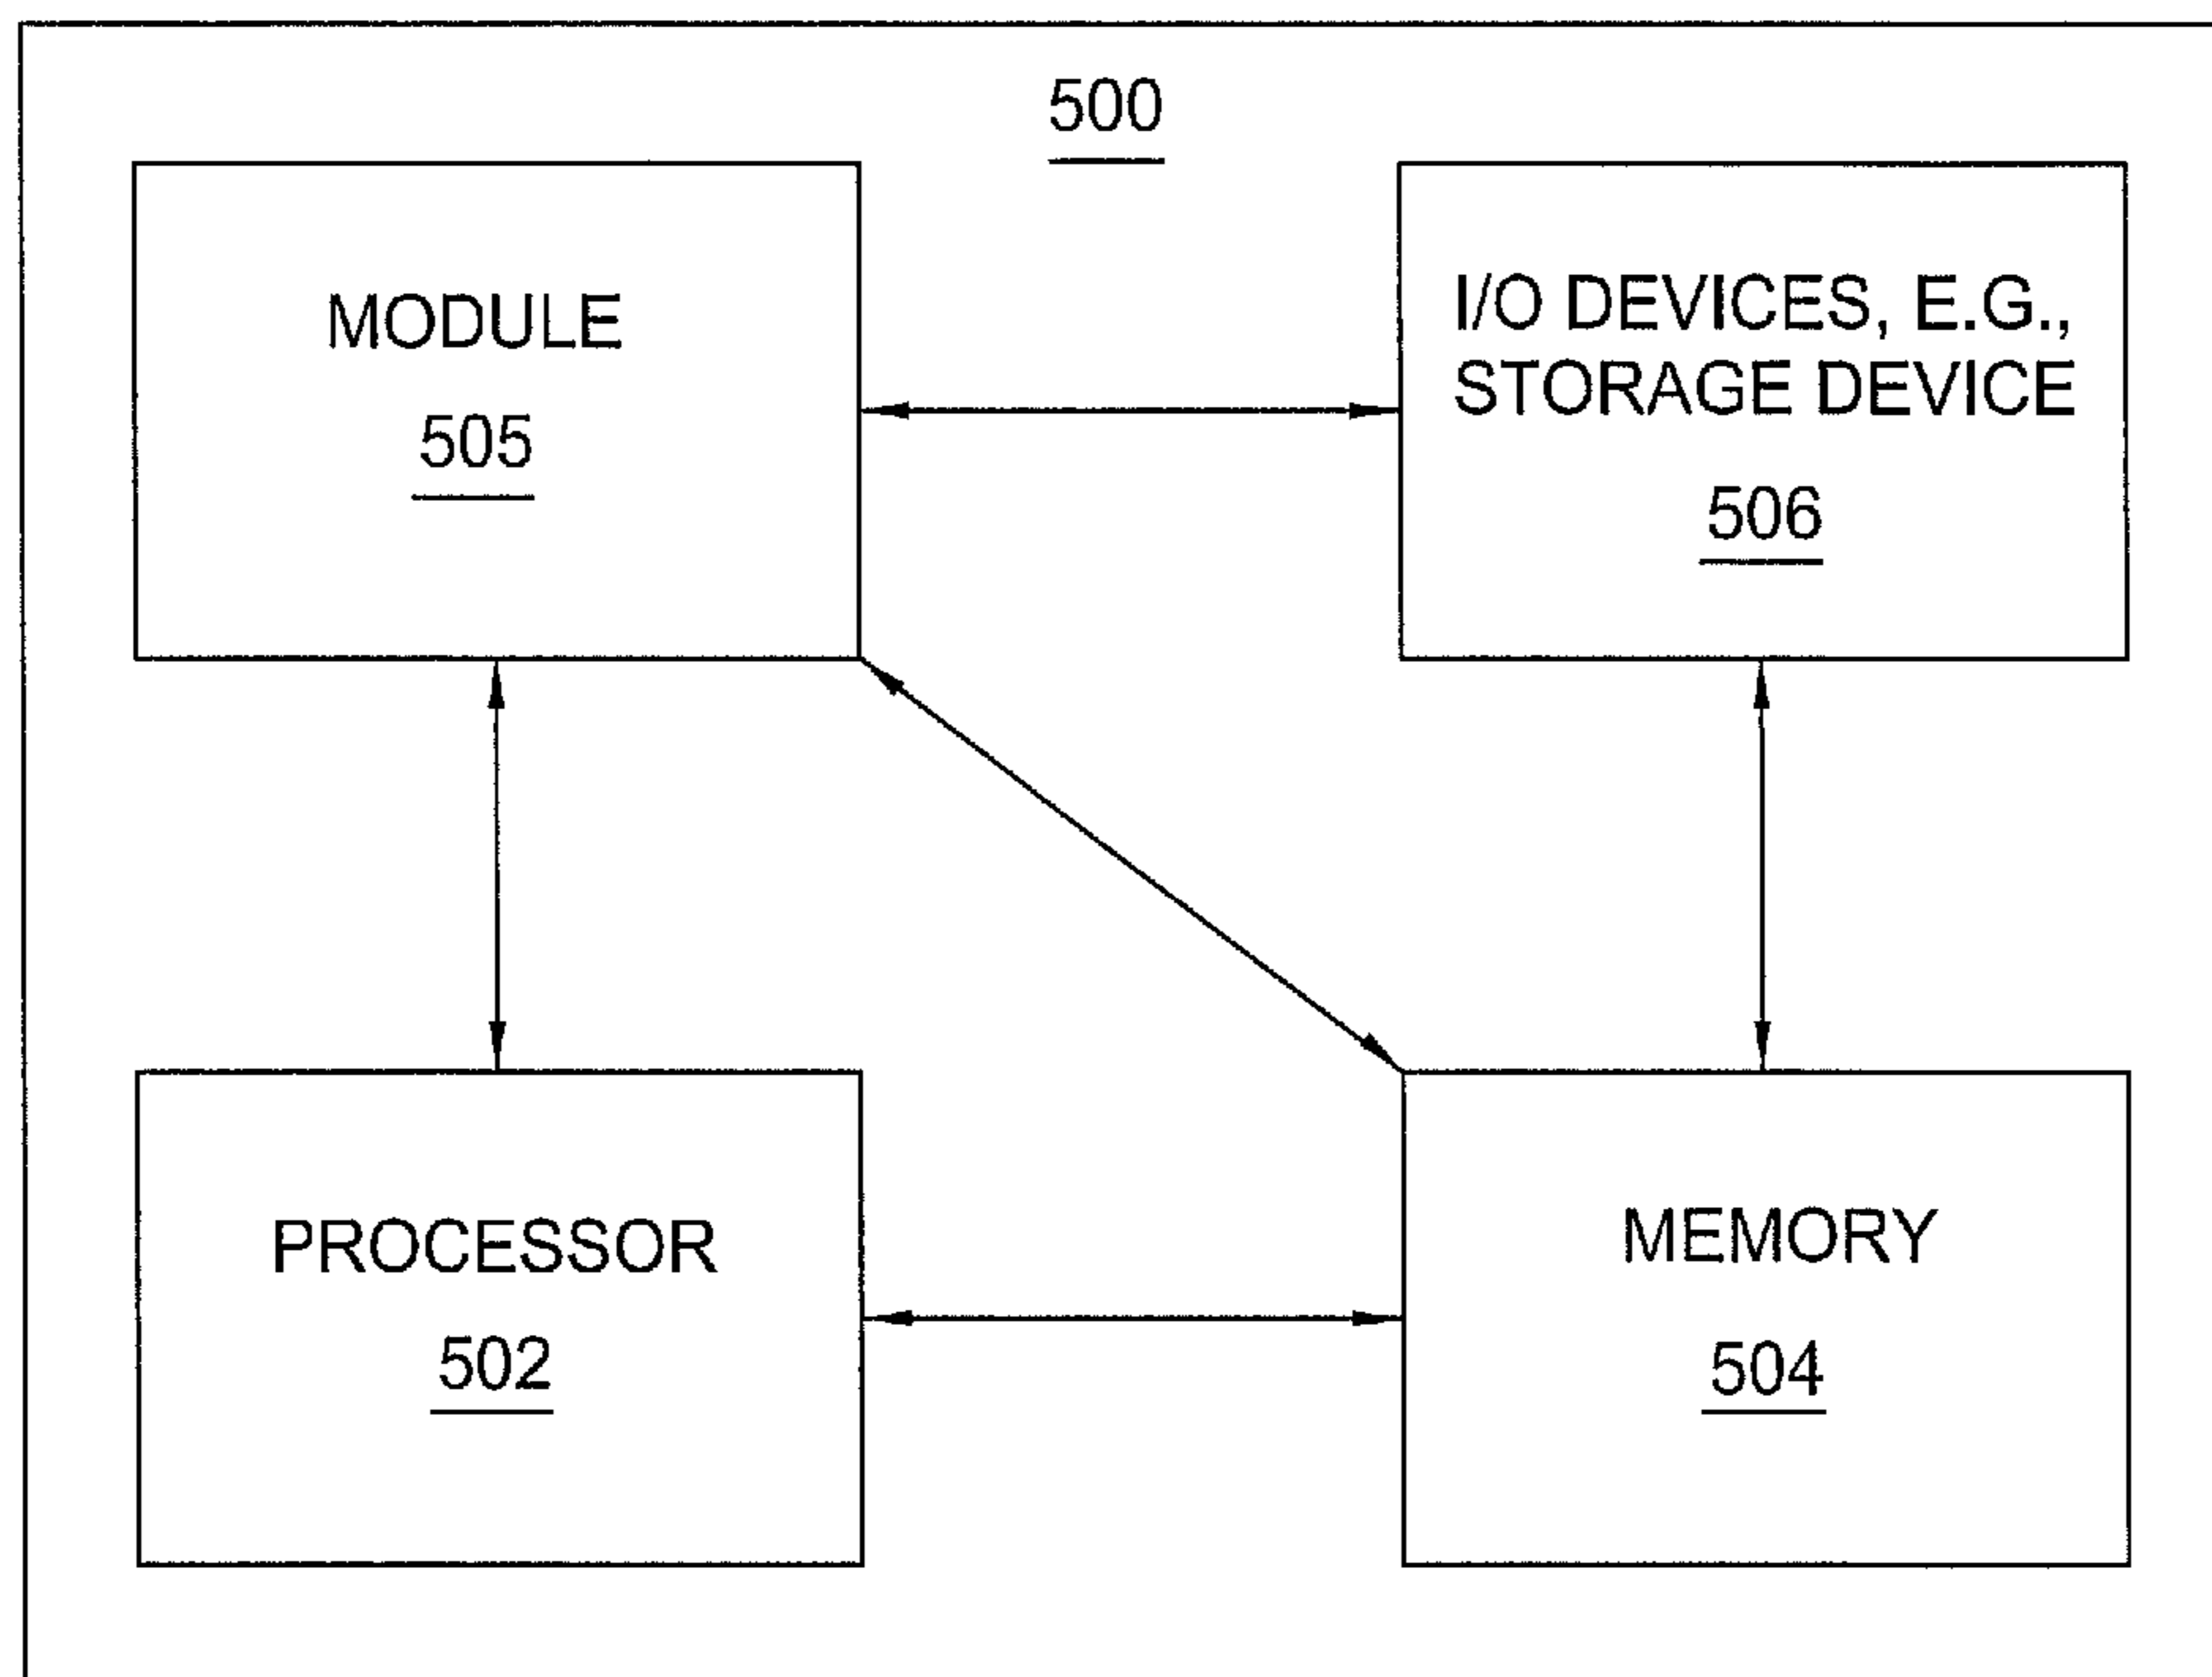 500
MODULE
505
I/O DEVICES, E.G.,
STORAGE DEVICE
506
PROCESSOR
502
MEMORY
504